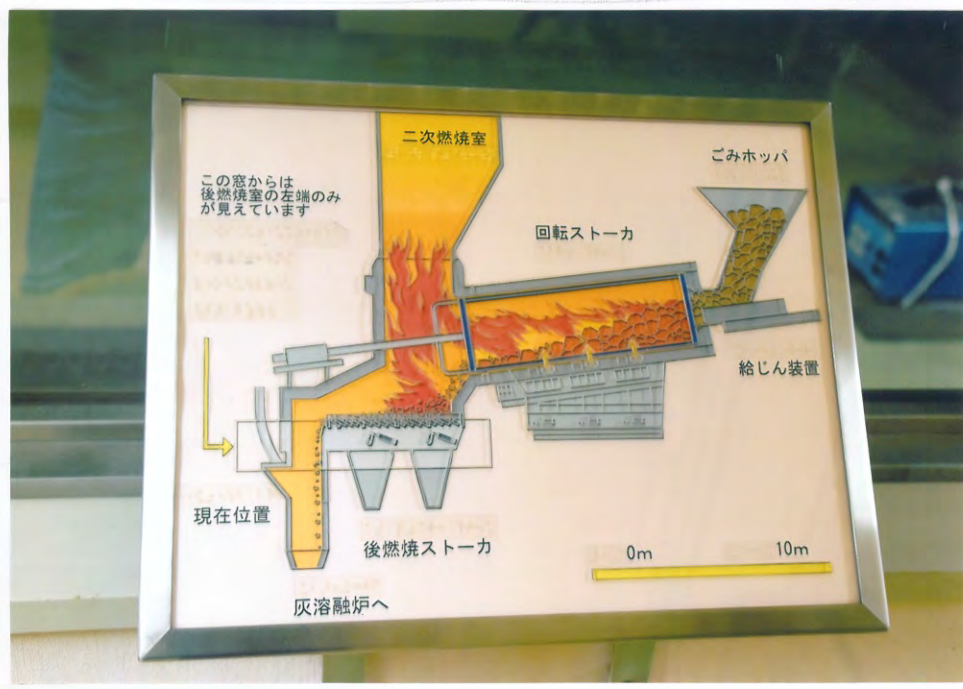 二次燃焼室
ごみホッパ
この窓からは
後燃焼室の左端のみ
が見えています
回転ストーカ
給じん装置
現在位置
後燃焼ストーカ
0m
10m
灰溶融炉へ